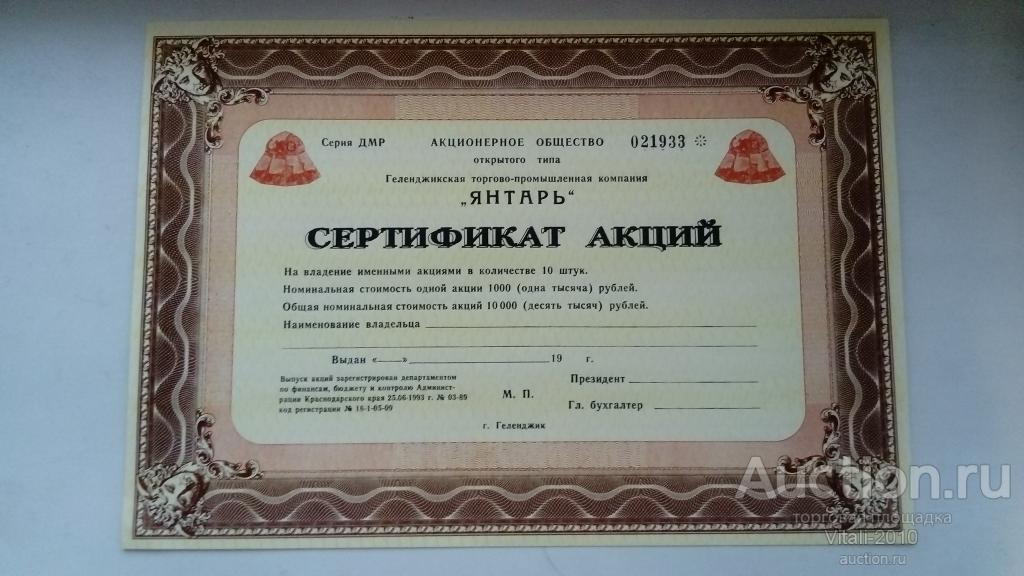 Серия ДМР АКЦИОНЕРНОЕ ОБЩЕСТВО 021933 *
открытого типа
Геленджикская торгово-промышленная компания
„ЯНТАРЬ“
СЕРТИФИКАТ АКЦИЙ
На владение именными акциями в количестве 10 штук.
Номинальная стоимость одной акции 1000 (одна тысяча) рублей.
Общая номинальная стоимость акций 10 000 (десять тысяч) рублей.
Наименование владельца
Выдан «—» 19 г.
Выпуск акций зарегистрирован департаментом
по финансам, бюджету и контролю Админист-
рации Краснодарского края 25.06-1993 г. № 03-89
код регистрации № 18-1-05-09
М. П.
Президент
Гл. бухгалтер
г. Геленджик
Auction.ru
торговая площадка
Vitali-2010
auction.ru